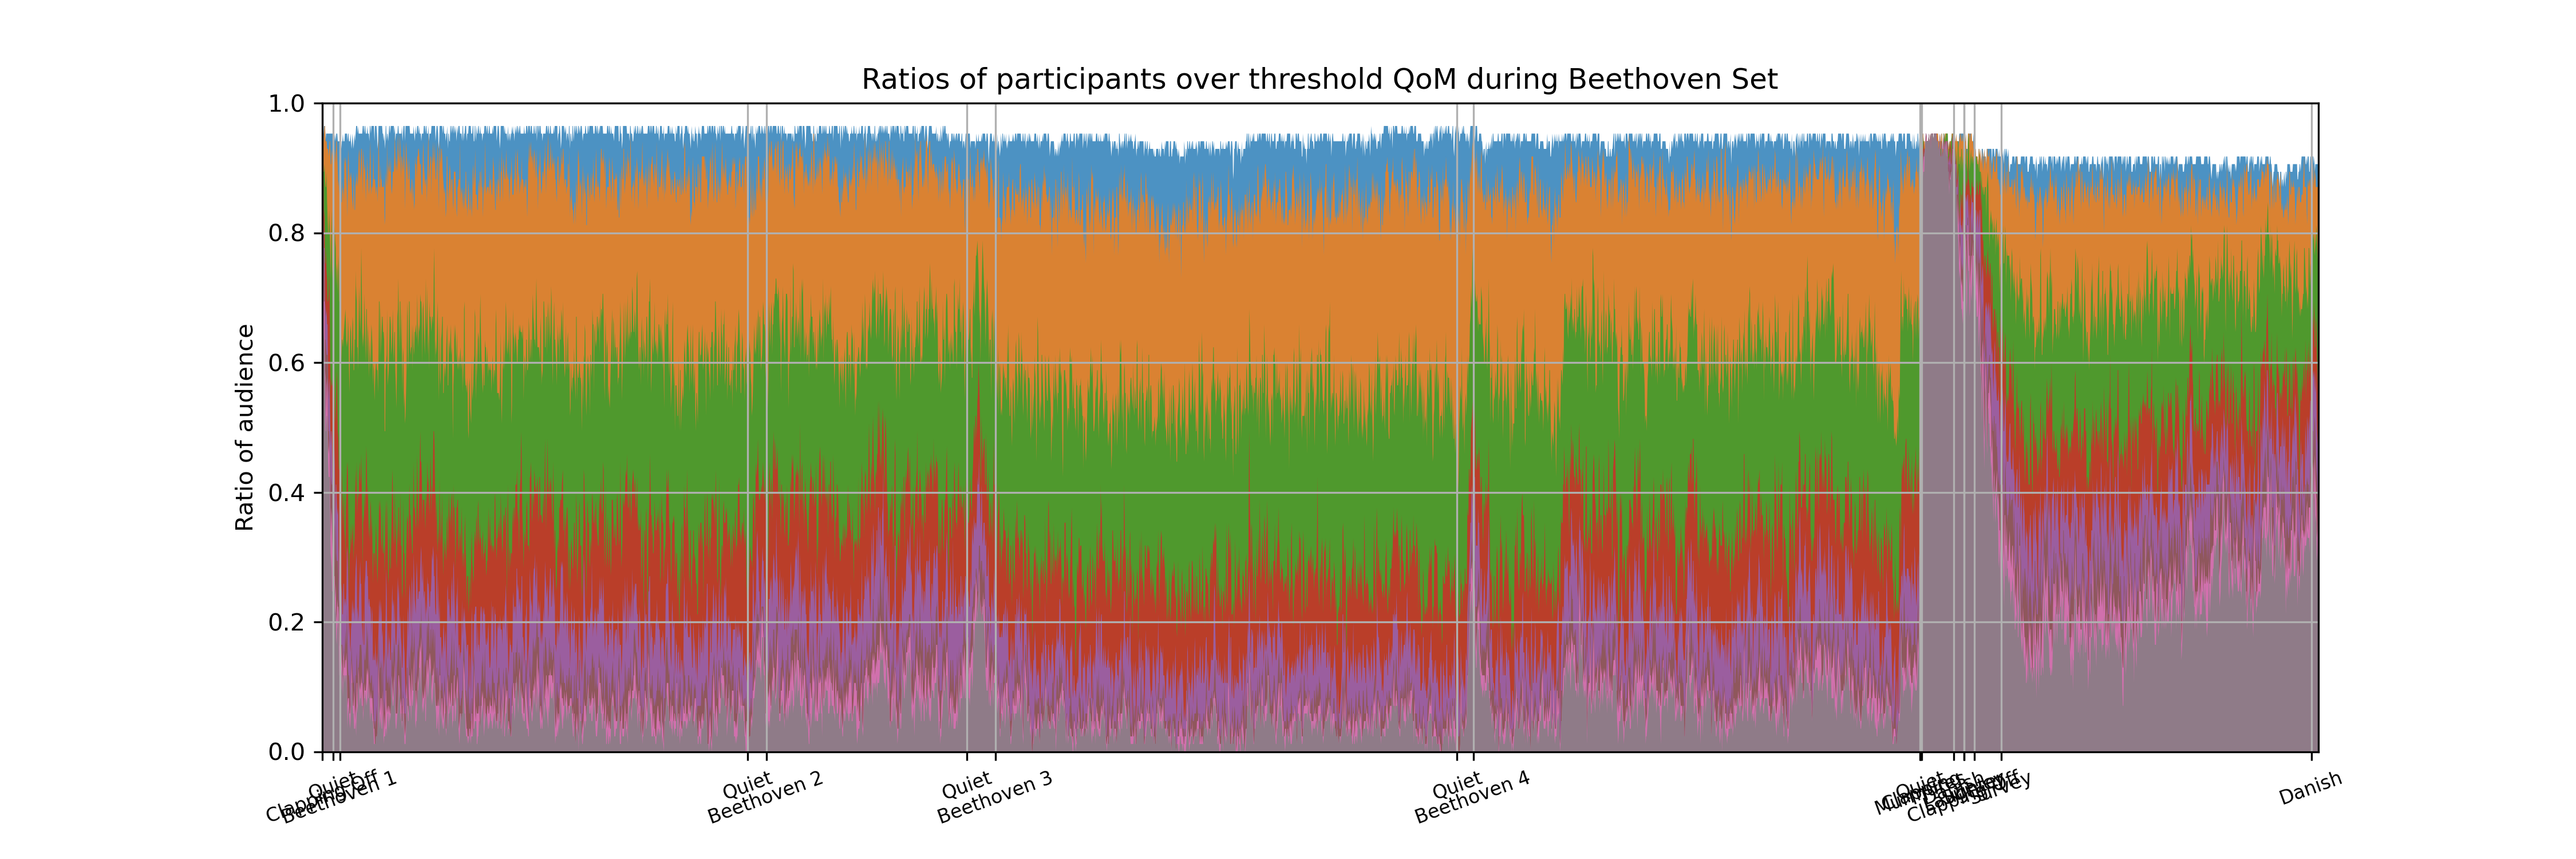 Ratios of participants over threshold QoM during Beethoven Set
Ratio of audience
1.0
0.8
0.6
0.4
0.2
0.0
Quiet
Beethoven 1
Quiet
Beethoven 2
Quiet
Beethoven 3
Quiet
Beethoven 4
Quiet
Danish